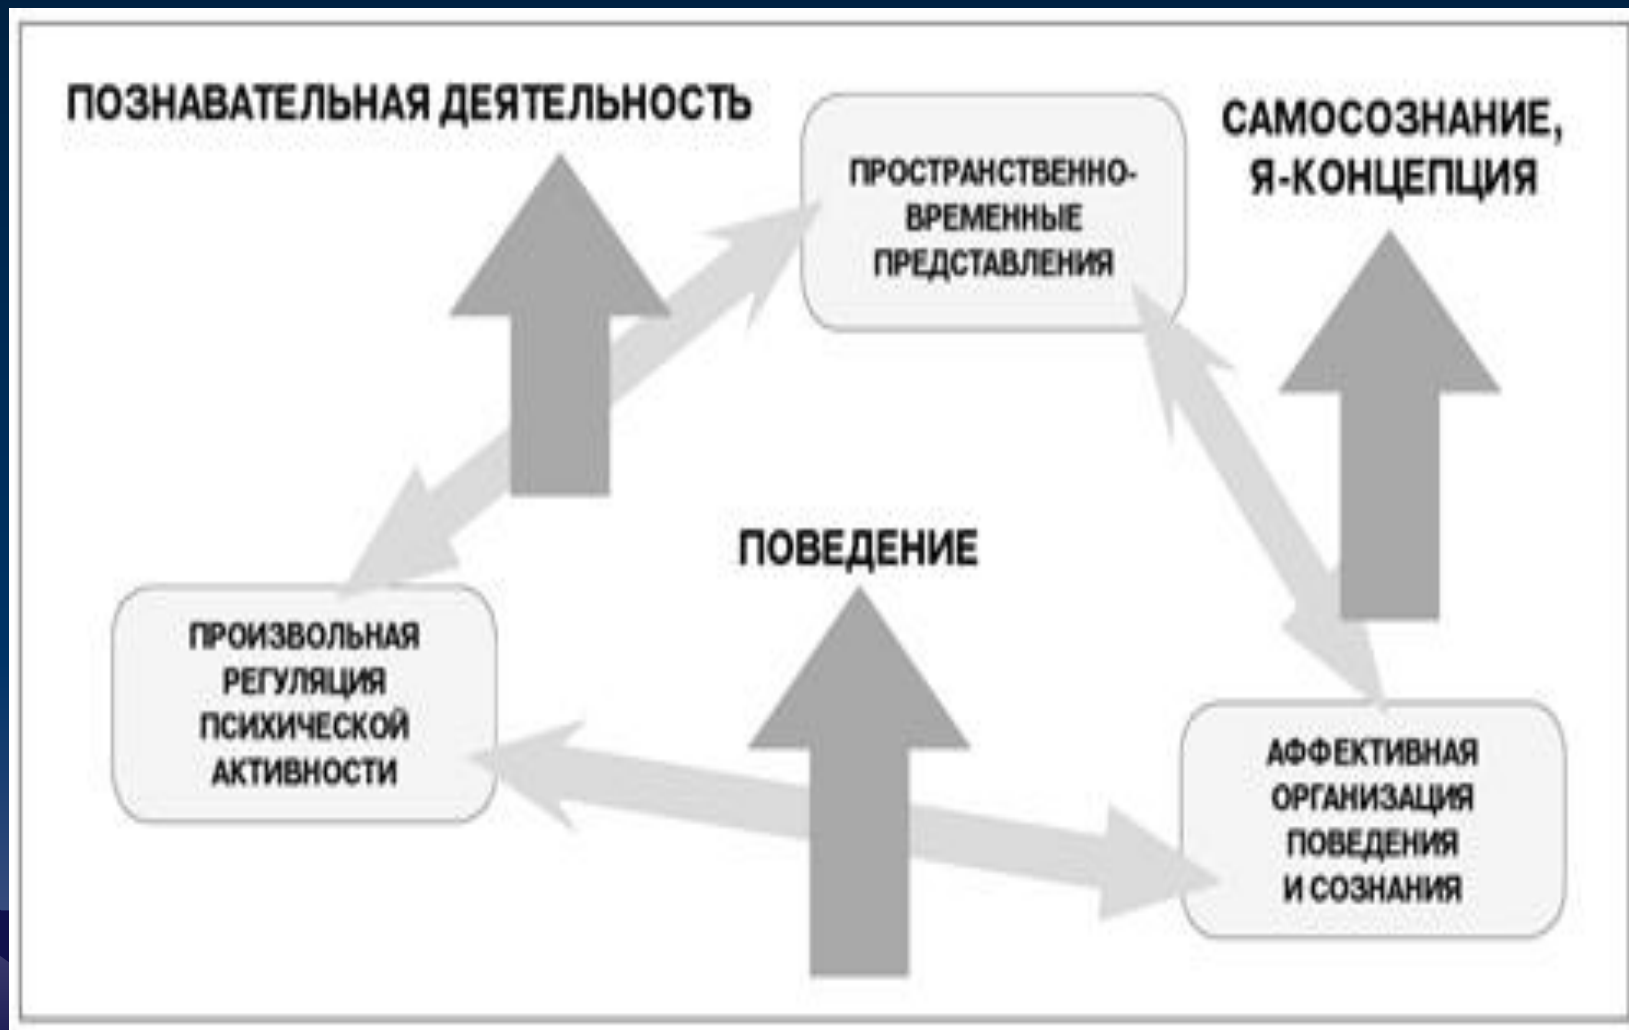 ПОЗНАВАТЕЛЬНАЯ ДЕЯТЕЛЬНОСТЬ
ПРОСТРАНСТВЕННО-
ВРЕМЕННЫЕ
ПРЕДСТАВЛЕНИЯ
САМОСОЗНАНИЕ,
Я-КОНЦЕПЦИЯ
ПОВЕДЕНИЕ
ПРОИЗВОЛЬНАЯ
РЕГУЛЯЦИЯ
ПСИХИЧЕСКОЙ
АКТИВНОСТИ
АФФЕКТИВНАЯ
ОРГАНИЗАЦИЯ
ПОВЕДЕНИЯ
И СОЗНАНИЯ